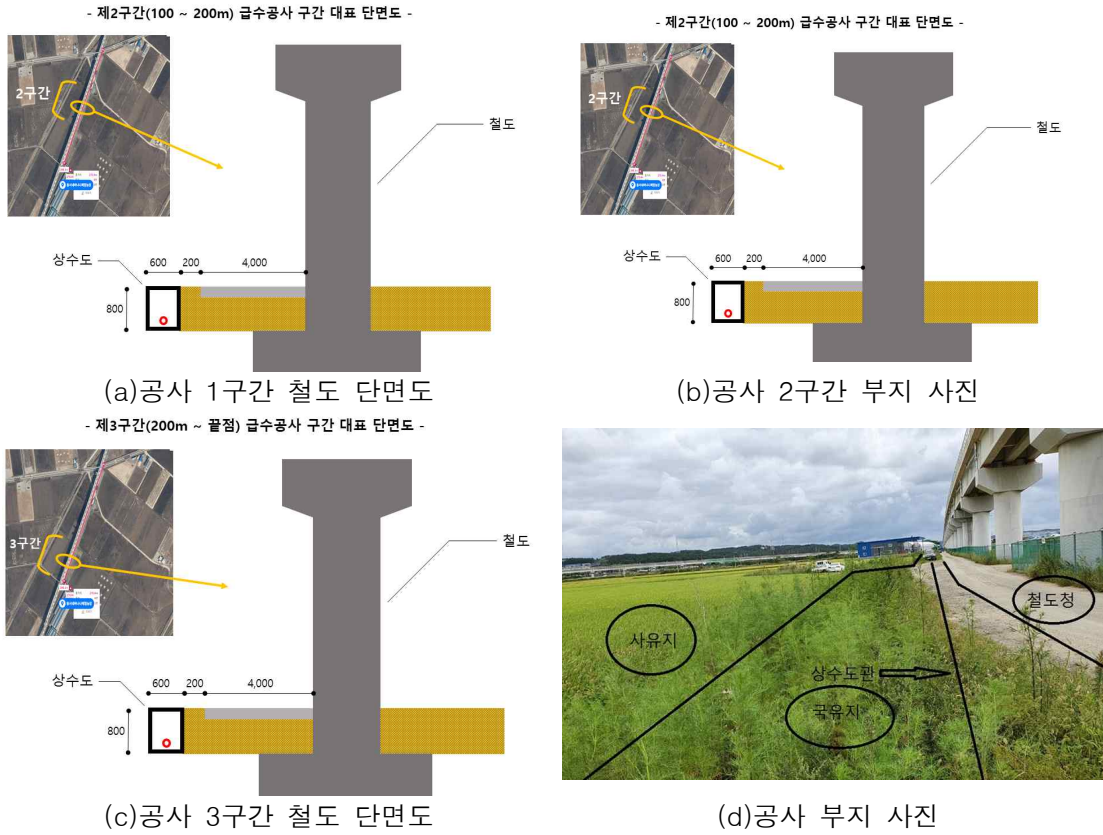 - 제2구간(100 ~ 200m) 급수공사 구간 대표 단면도 -
2구간
철도
상수도
600
200
4,000
800
(a)공사 1구간 철도 단면도
- 제2구간(100 ~ 200m) 급수공사 구간 대표 단면도 -
2구간
철도
상수도
600
200
4,000
800
(b)공사 2구간 부지 사진
- 제3구간(200m ~ 끝점) 급수공사 구간 대표 단면도 -
3구간
철도
상수도
600
200
4,000
800
(c)공사 3구간 철도 단면도
사유지
철도청
상수도관
국유지
(d)공사 부지 사진